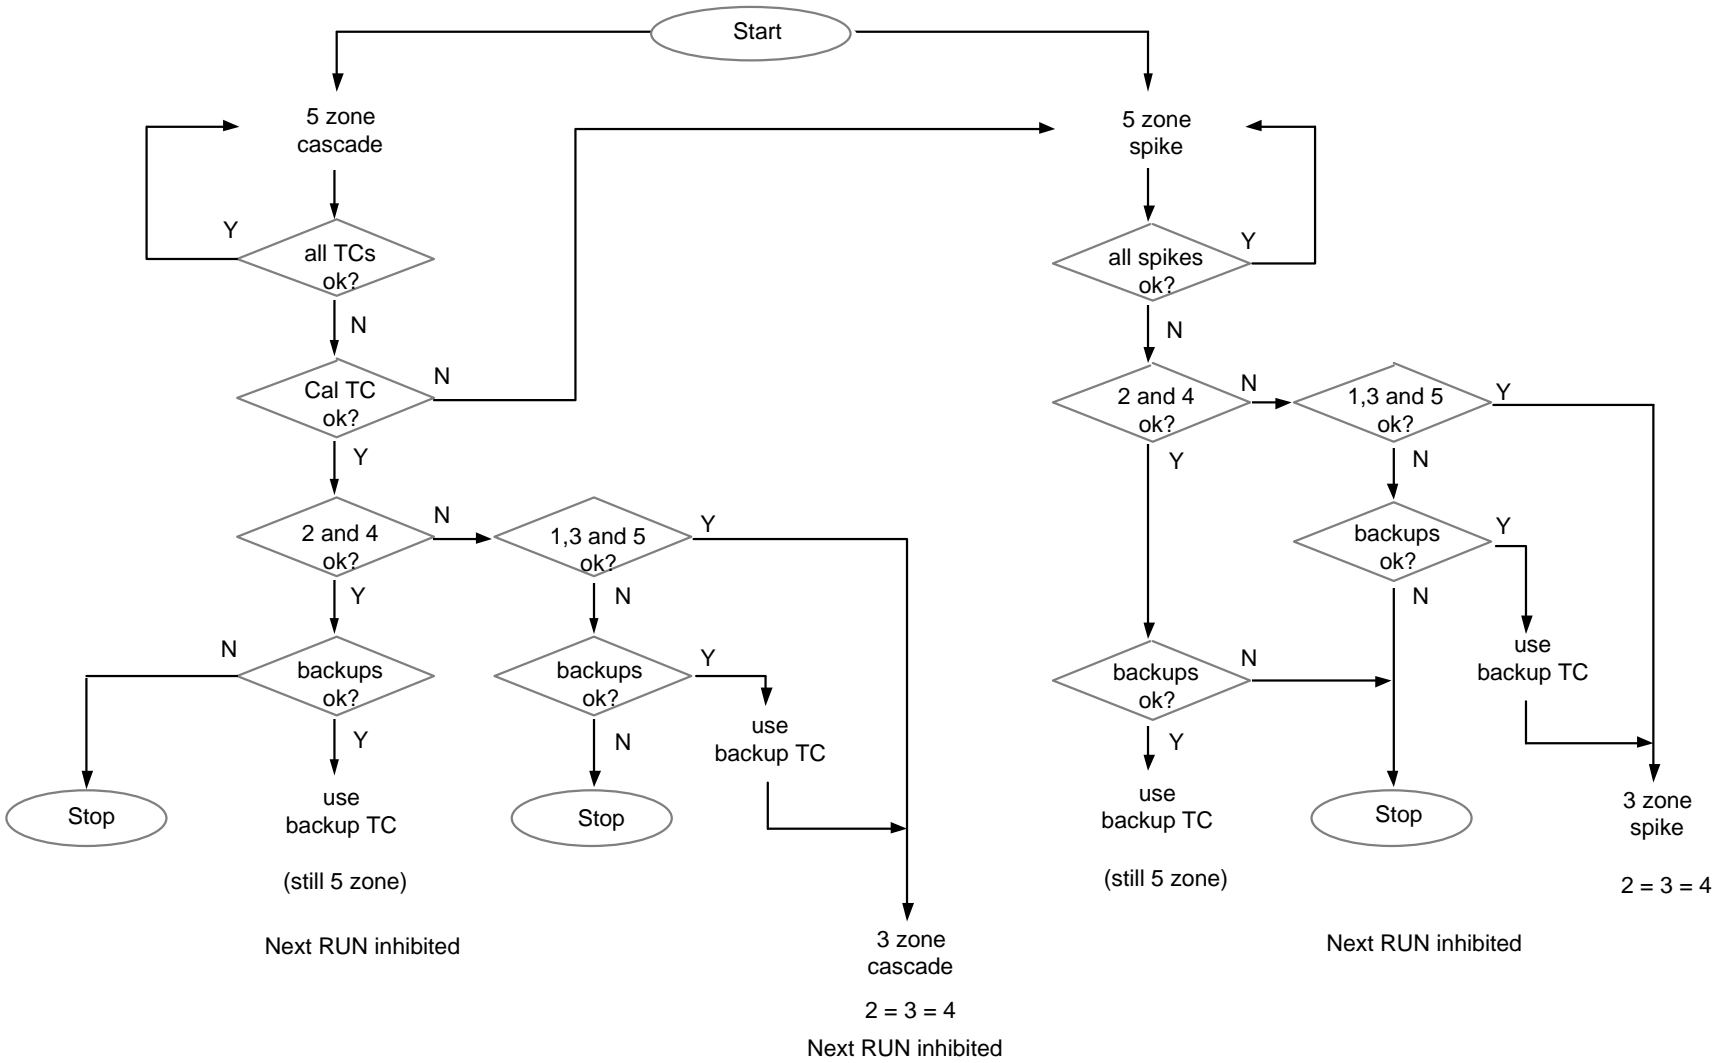 Start
5 zone
cascade
5 zone
spike
Y
all TCs
ok?
Y
all spikes
ok?
N
N
Cal TC
ok?
N
2 and 4
ok?
N
1,3 and 5
ok?
Y
Y
Y
N
2 and 4
ok?
N
1,3 and 5
ok?
Y
backups
ok?
Y
Y
N
N
N
backups
ok?
backups
ok?
Y
backups
ok?
N
use
backup TC
Y
N
Y
use
backup TC
Stop
use
backup TC
Stop
use
backup TC
Stop
3 zone
spike
(still 5 zone)
(still 5 zone)
2 = 3 = 4
Next RUN inhibited
Next RUN inhibited
3 zone
cascade
2 = 3 = 4
Next RUN inhibited